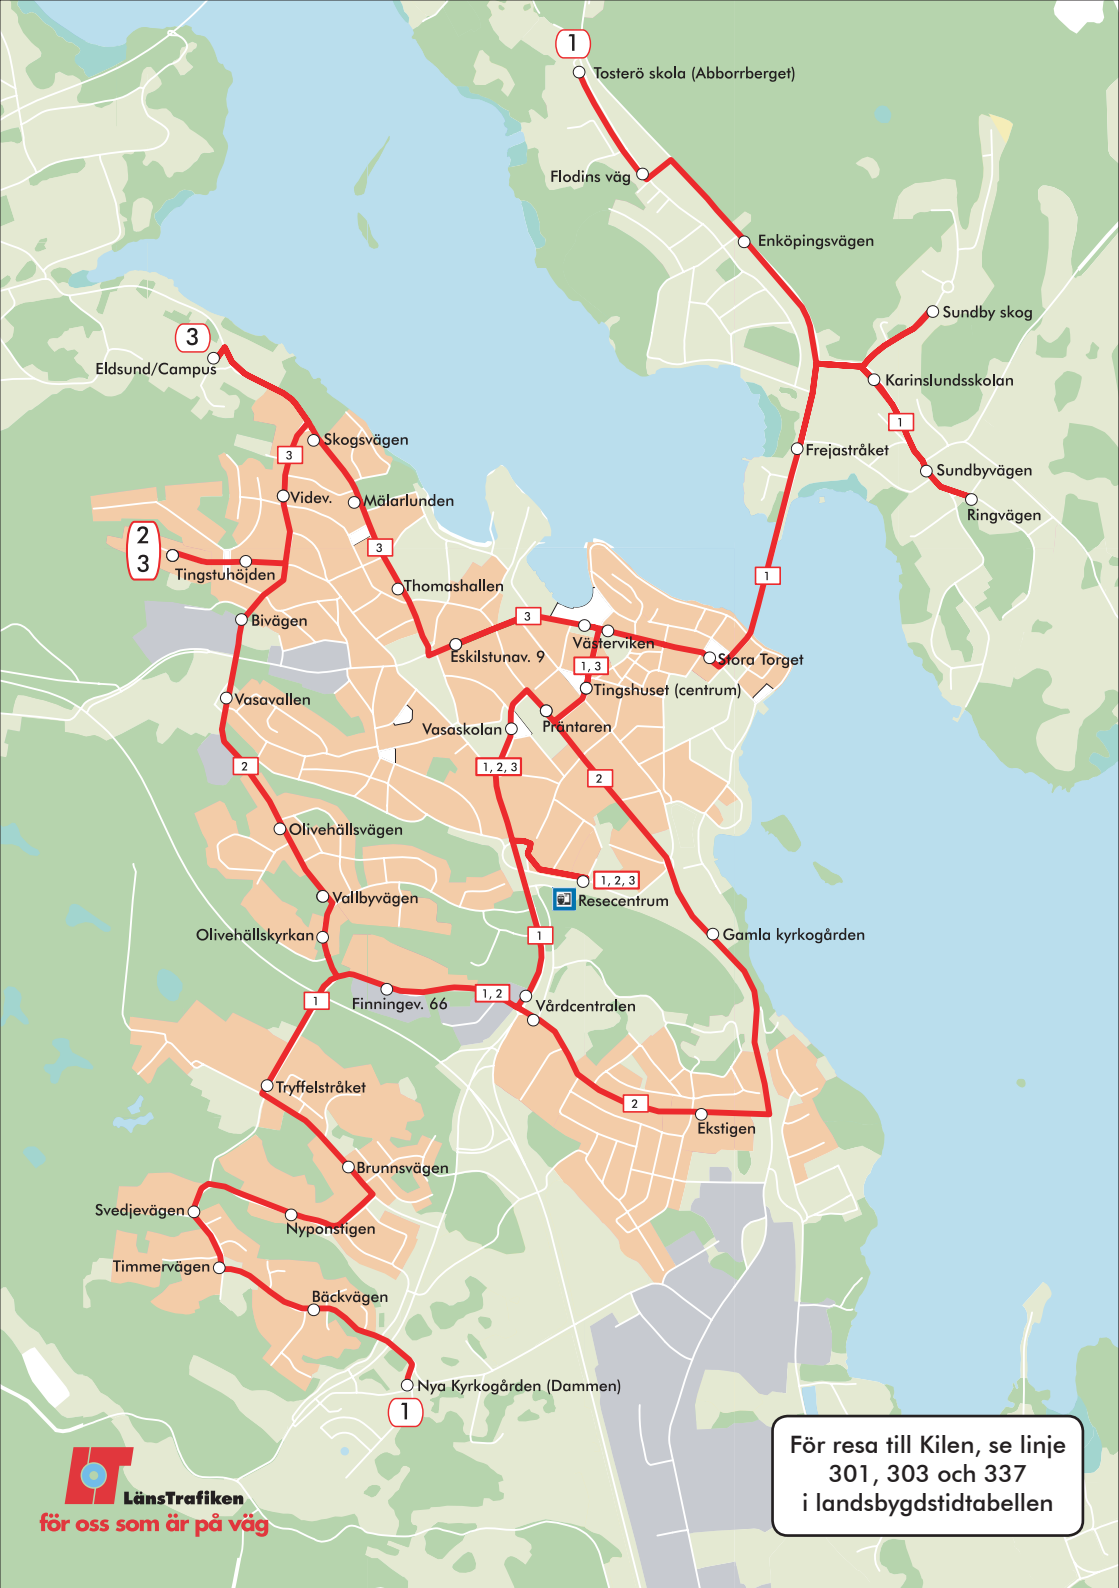 1
Tosterö skola (Abborrberget)
Flodins väg
Enköpingsvägen
Sundby skog
3
Eldsund/Campus
Karinslundsskolan
1
Skogsvägen
3
Frejastråket
Sundbyvägen
Videv.
Mälarlunden
Ringvägen
2
3
3
Tingstuhöjden
1
Thomashallen
Bivägen
3
Västerviken
Eskilstunav. 9
Stora Torget
1, 3
Tingshuset (centrum)
Vasavallen
Vasaskolan
Präntaren
2
1, 2, 3
2
Olivehällsvägen
1, 2, 3
Vallbyvägen
Resecentrum
Olivehällskyrkan
1
Gamla kyrkogården
1
Finningev. 66
1, 2
Vårdcentralen
Tryffelstråket
2
Ekstigen
Brunnsvägen
Svedjevägen
Nyponstigen
Timmervägen
Bäckvägen
Nya Kyrkogården (Dammen)
1
För resa till Kilen, se linje
301, 303 och 337
i landsbygdstidtabellen
LT
LänsTrafiken
för oss som är på väg